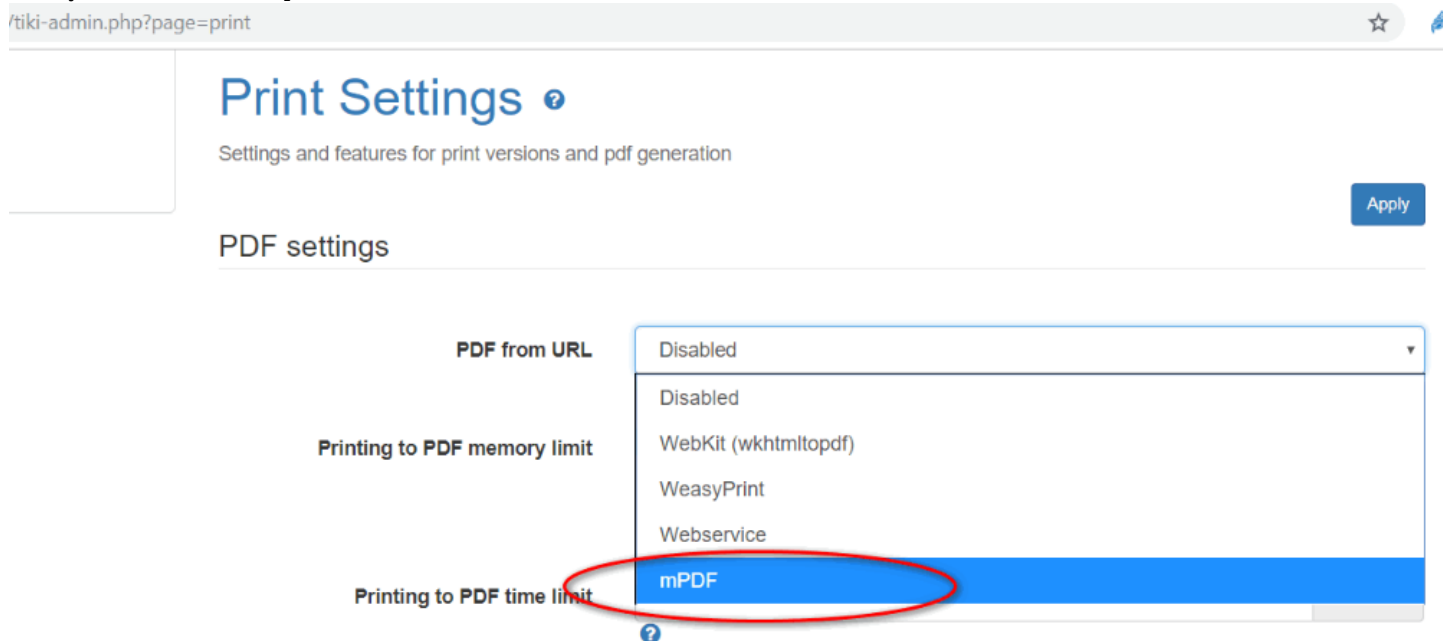 /tiki-admin.php?page=print
Print Settings
Settings and features for print versions and pdf generation
Apply
PDF settings
PDF from URL
Disabled
Disabled
Printing to PDF memory limit
WebKit (wkhtmltopdf)
WeasyPrint
Webservice
mPDF
Printing to PDF time limit